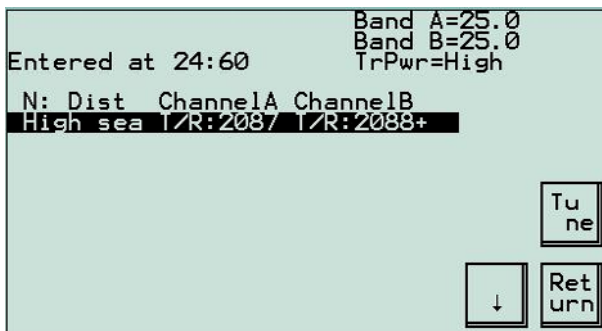 Band A=25.0
Band B=25.0
Entered at 24:60 TrPwr=High
N: Dist ChannelA ChannelB
High sea T/R:2087 T/R:2088+
Tu
ne
↓
Ret
urn